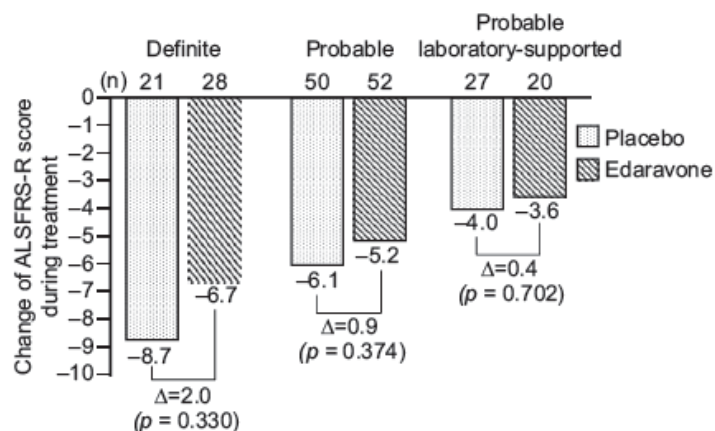 Definite
Probable
Probable
laboratory-supported
(n) 21 28 50 52 27 20
0
–1
–2
–3
–4
–5
–6
–7
–8
–9
–10
Change of ALSFRS-R score
during treatment
Placebo
Edaravone
–8.7
–6.7
Δ=2.0
(p = 0.330)
–6.1
–5.2
Δ=0.9
(p = 0.374)
–4.0
–3.6
Δ=0.4
(p = 0.702)